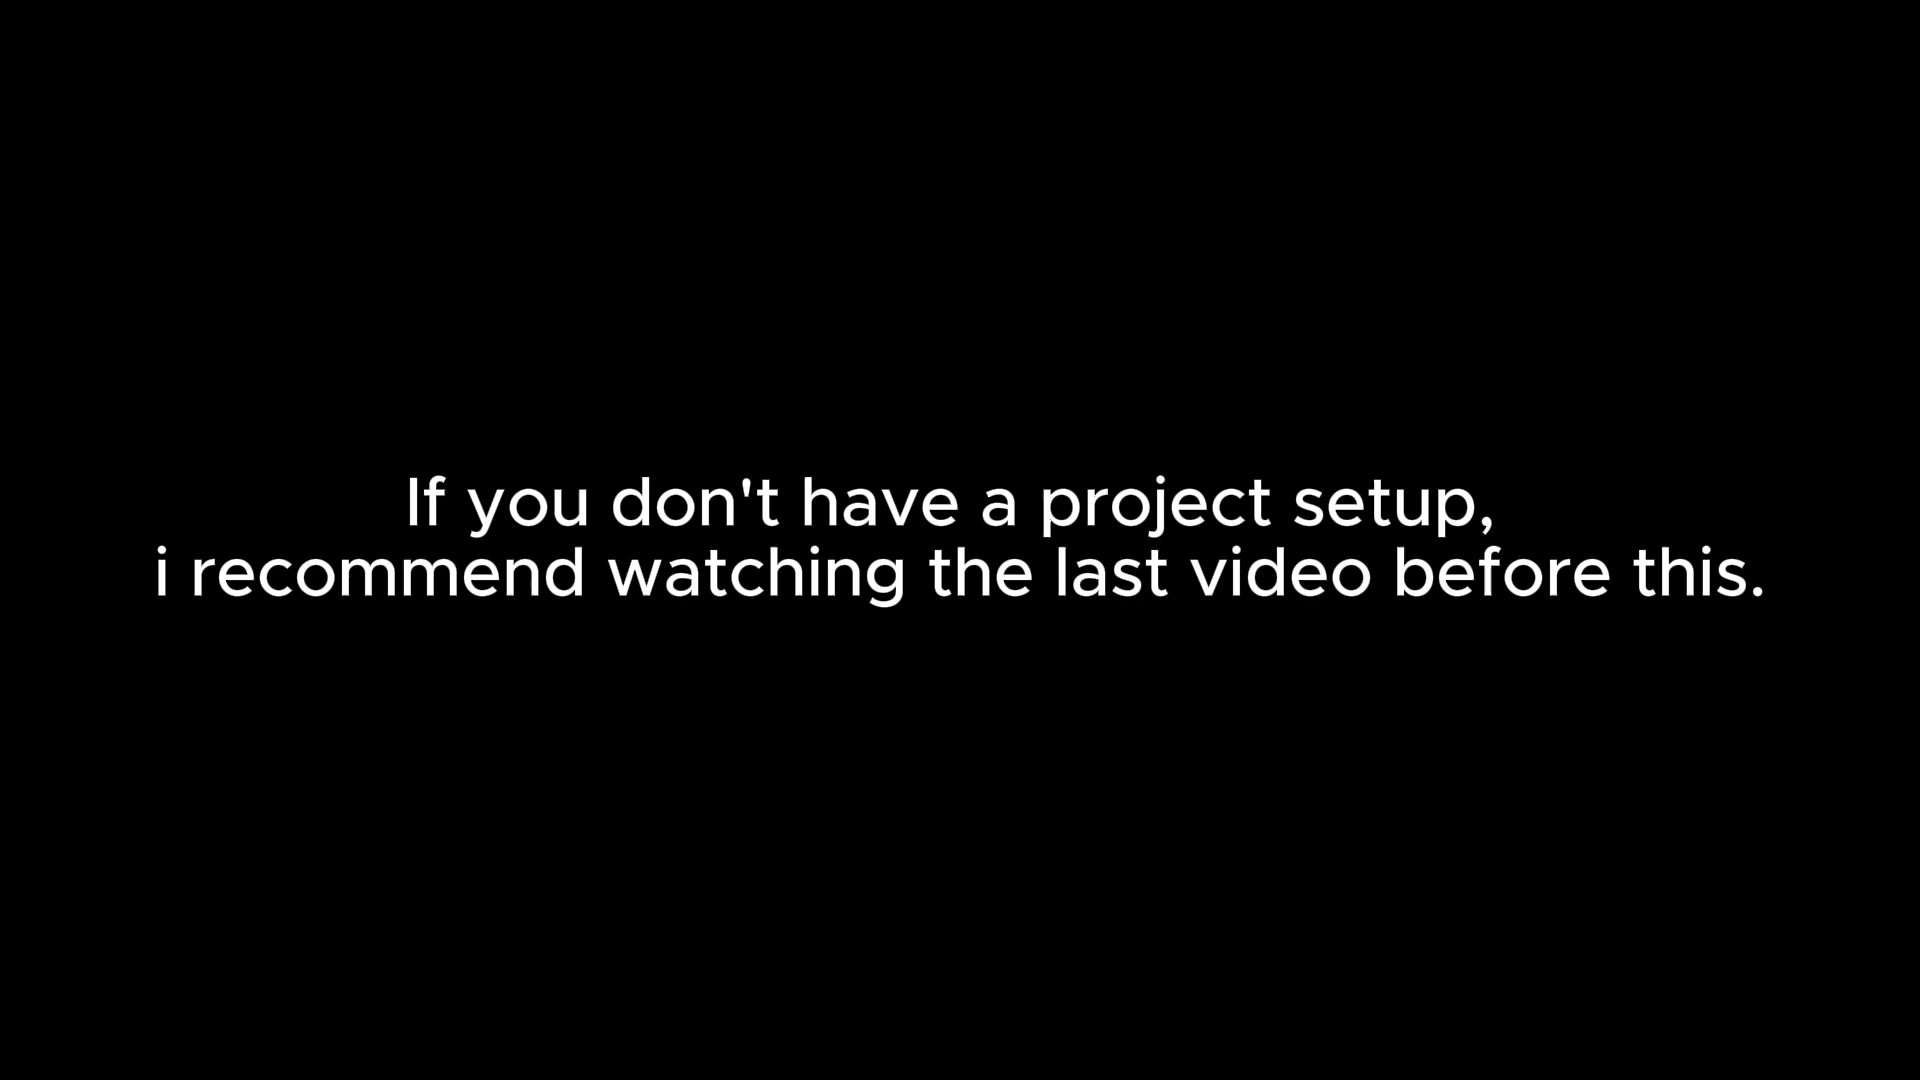 If you don't have a project setup,
i recommend watching the last video before this.